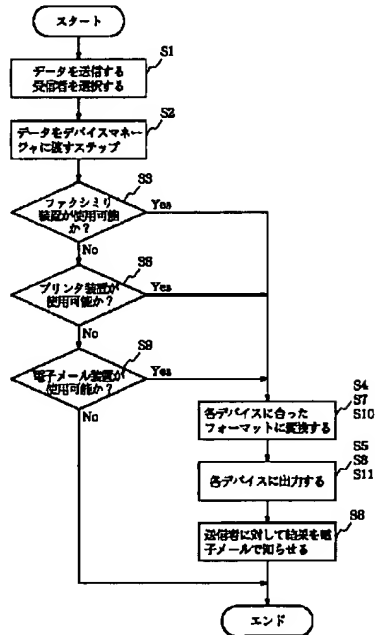 スタート
S1
データを送信する
受信者を選択する
S2
データをデバイスマネー
ジャに渡すステップ
S3
ファクシミリ
装置が使用可能
か?
Yes
No
S6
プリンタ装置が
使用可能か?
Yes
No
S9
電子メール装置が
使用可能か?
Yes
No
S4
S7
S10
各デバイスに合った
フォーマットに変換する
S5
S8
S11
各デバイスに出力する
送信者に対して結果を電
子メールで知らせる
エンド